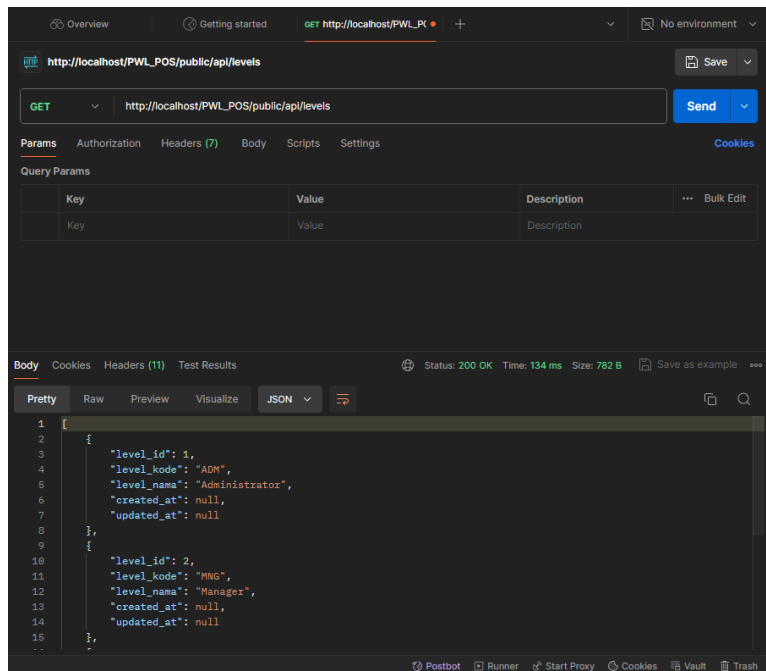 Overview Getting started GET http://localhost/PWL_P( No environment
HTTP http://localhost/PWL_POS/public/api/levels Save
GET http://localhost/PWL_POS/public/api/levels Send
Params Authorization Headers (7) Body Scripts Settings Cookies
Query Params
Key Value Description ••• Bulk Edit
Key Value Description
Body Cookies Headers (11) Test Results Status: 200 OK Time: 134 ms Size: 782 B Save as example
Pretty Raw Preview Visualize JSON
1 [
2 {
3 "level_id": 1,
4 "level_kode": "ADM",
5 "level_nama": "Administrator",
6 "created_at": null,
7 "updated_at": null
8 },
9 {
10 "level_id": 2,
11 "level_kode": "MNG",
12 "level_nama": "Manager",
13 "created_at": null,
14 "updated_at": null
15 },
Postbot Runner Start Proxy Cookies Vault Trash